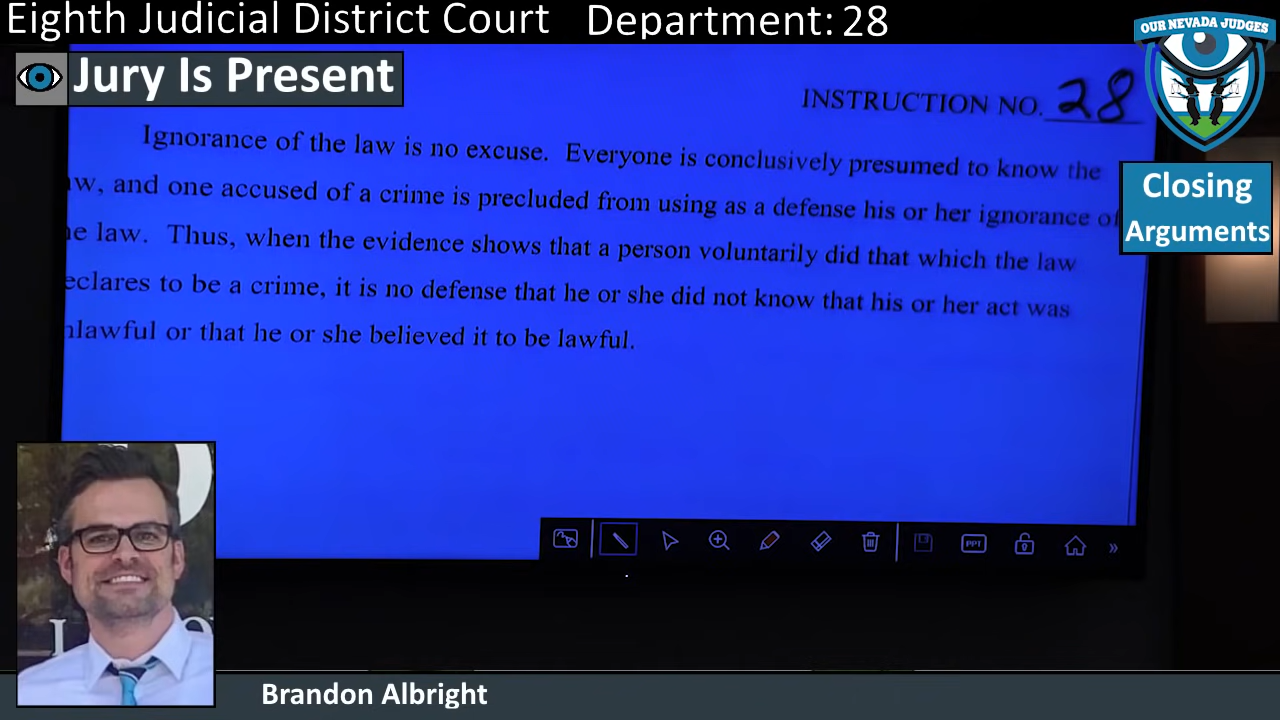 Eighth Judicial District Court Department: 28
OUR NEVADA JUDGES
Jury Is Present
INSTRUCTION NO. 28
Ignorance of the law is no excuse. Everyone is conclusively presumed to know the
and one accused of a crime is precluded from using as a defense his or her ignorance of
law. Thus, when the evidence shows that a person voluntarily did that which the law
to be a crime, it is no defense that he or she did not know that his or her act was
or that he or she believed it to be lawful.
Closing
Arguments
PPT
Brandon Albright